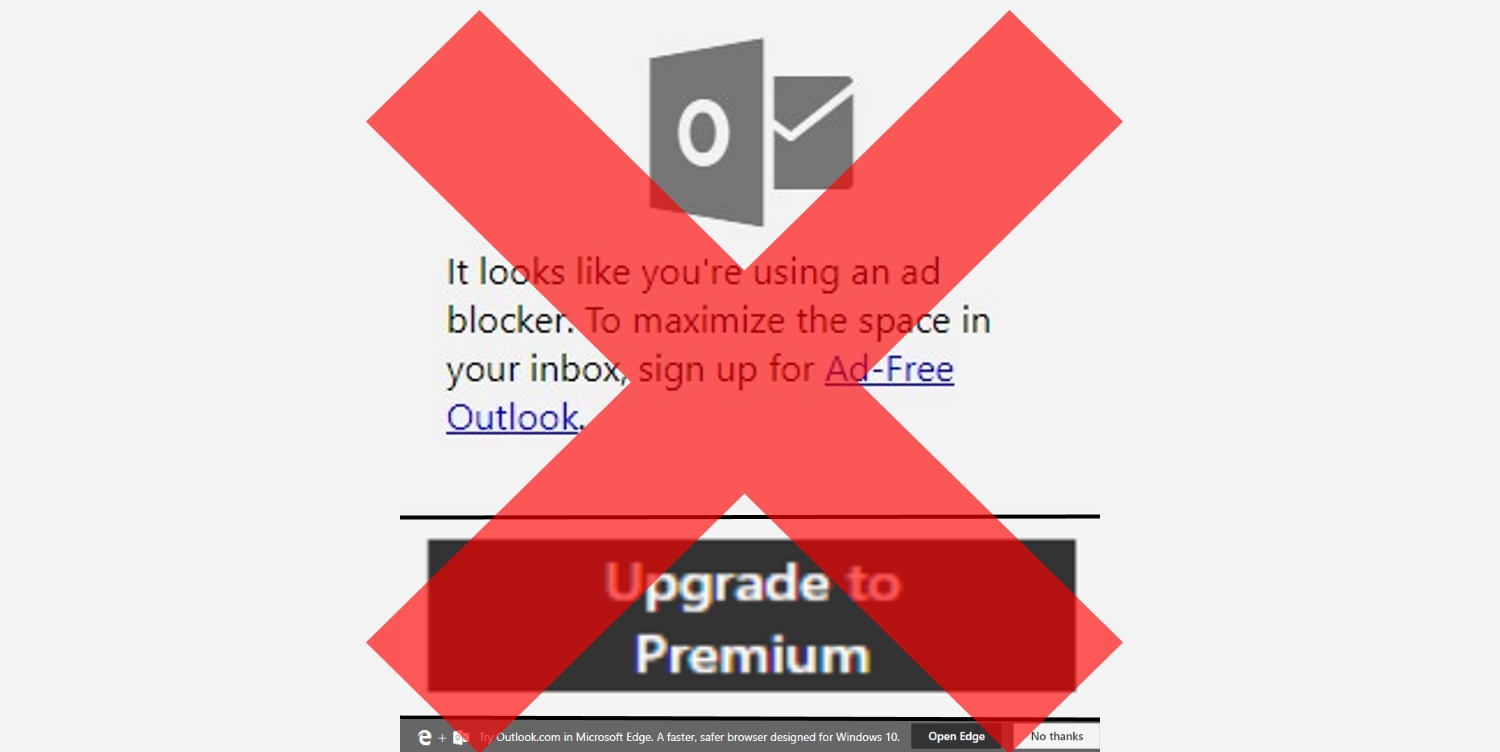 It looks like you're using an ad
blocker. To maximize the space in
your inbox, sign up for Ad-Free
Outlook.
Upgrade to
Premium
e + O Try Outlook.com in Microsoft Edge. A faster, safer browser designed for Windows 10. Open Edge No thanks